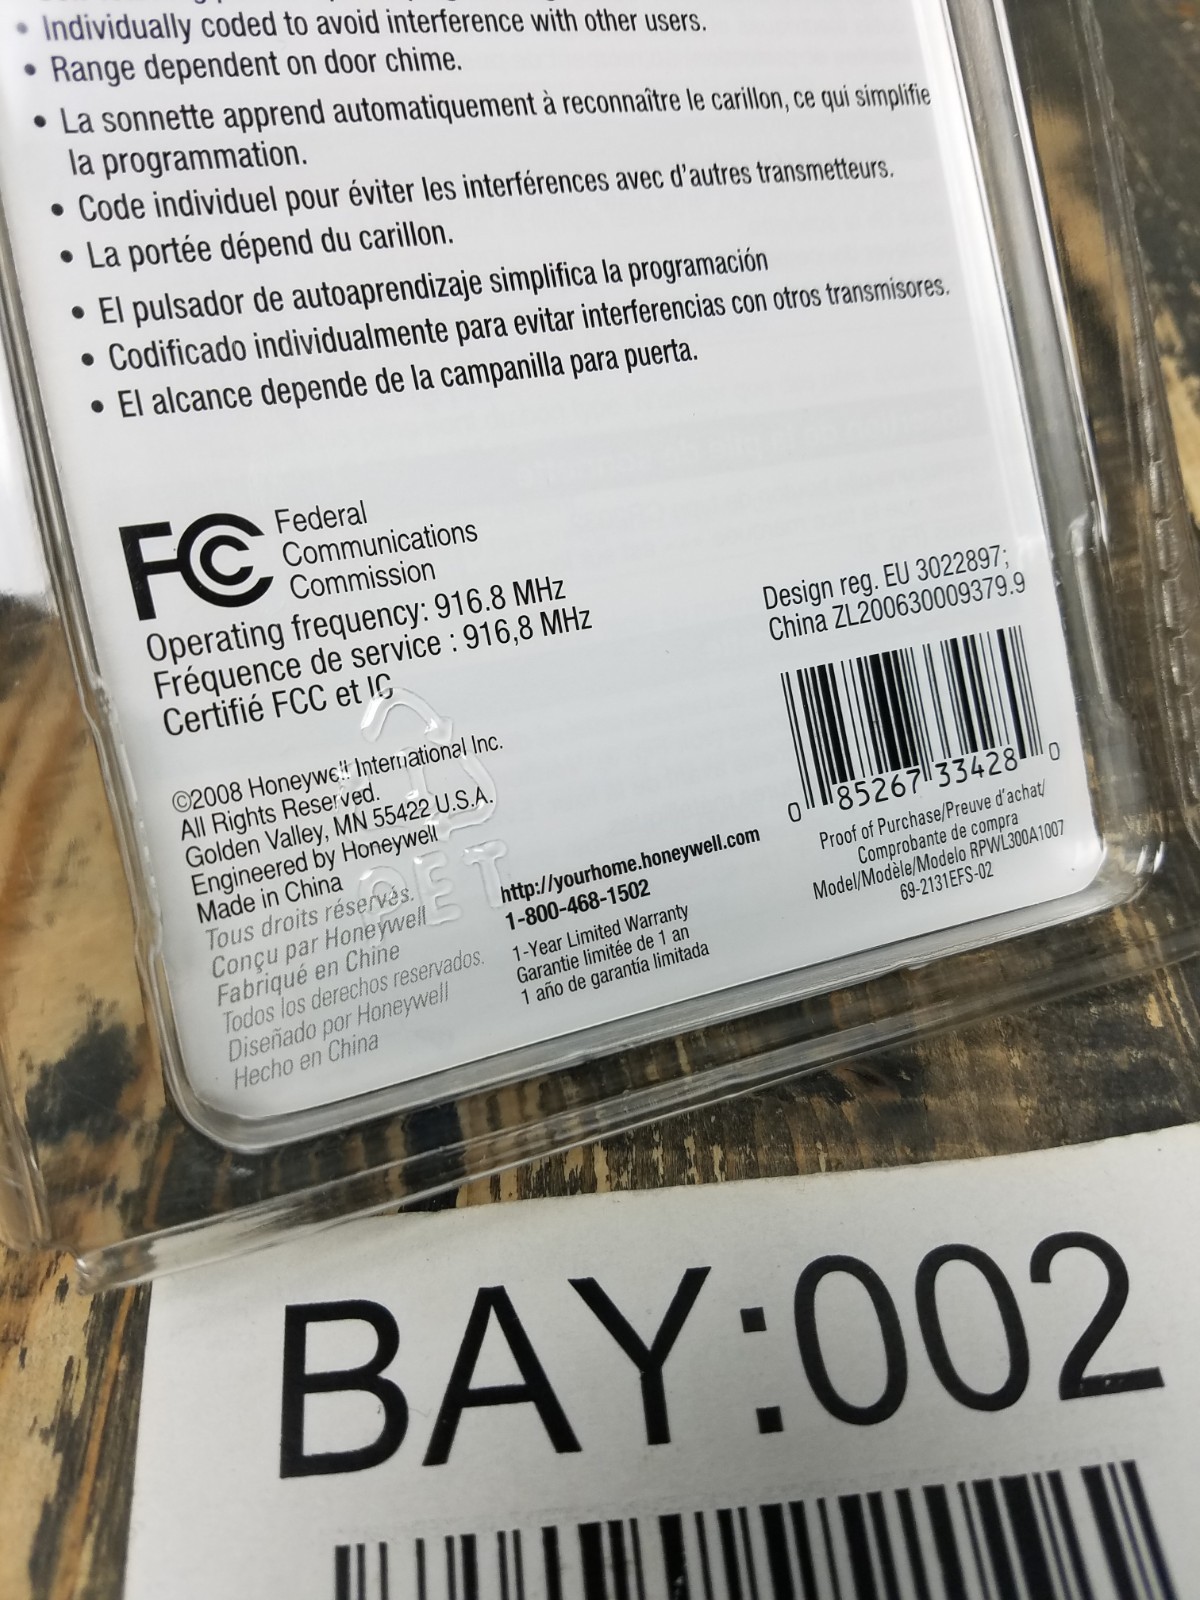 • Individually coded to avoid interference with other users.
• Range dependent on door chime.
• La sonnette apprend automatiquement à reconnaître le carillon, ce qui simplifie
la programmation.
• Code individuel pour éviter les interférences avec d'autres transmetteurs.
• La portée dépend du carillon.
• El pulsador de autoaprendizaje simplifica la programación
• Codificado individualmente para evitar interferencias con otros transmisores.
• El alcance depende de la campanilla para puerta.
FC Federal
Communications
Commission
Operating frequency: 916.8 MHz
Fréquence de service : 916,8 MHz
Certifié FCC et IC
Design reg. EU 3022897;
China ZL200630009379.9
0 85267 33428 0
Proof of Purchase/Preuve d'achat/
Comprobante de compra
Model/Modèle/Modelo RPWL300A1007
69-2131EFS-02
©2008 Honeywell International Inc.
All Rights Reserved.
Golden Valley, MN 55422 U.S.A.
Engineered by Honeywell
Made in China
Tous droits réservés.
Conçu par Honeywell
Fabriqué en Chine
Todos los derechos reservados.
Diseñado por Honeywell
Hecho en China
1
PET
http://yourhome.honeywell.com
1-800-468-1502
1-Year Limited Warranty
Garantie limitée de 1 an
1 año de garantía limitada
BAY:002